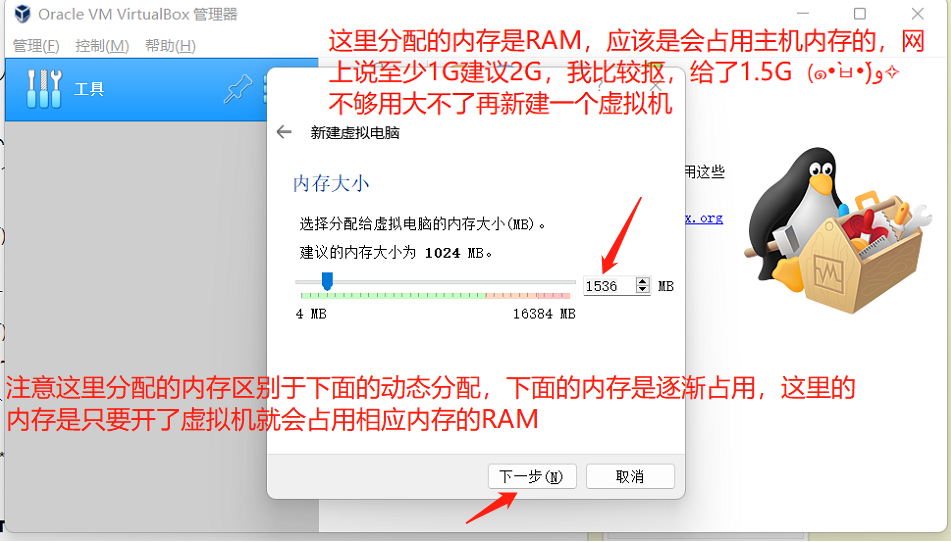 Oracle VM VirtualBox 管理器
管理(F) 控制(M) 帮助(H)
工具
这里分配的内存是RAM，应该是会占用主机内存的，网
上说至少1G建议2G，我比较抠，给了1.5G（๑•̀ㅂ•́)و✧
不够用大不了再新建一个虚拟机
?
新建虚拟电脑
内存大小
用这些
选择分配给虚拟电脑的内存大小(MB)。
x.org
建议的内存大小为 1024 MB。
1536 MB
4 MB 16384 MB
注意这里分配的内存区别于下面的动态分配，下面的内存是逐渐占用，这里的
内存是只要开了虚拟机就会占用相应内存的RAM
下一步(N) 取消